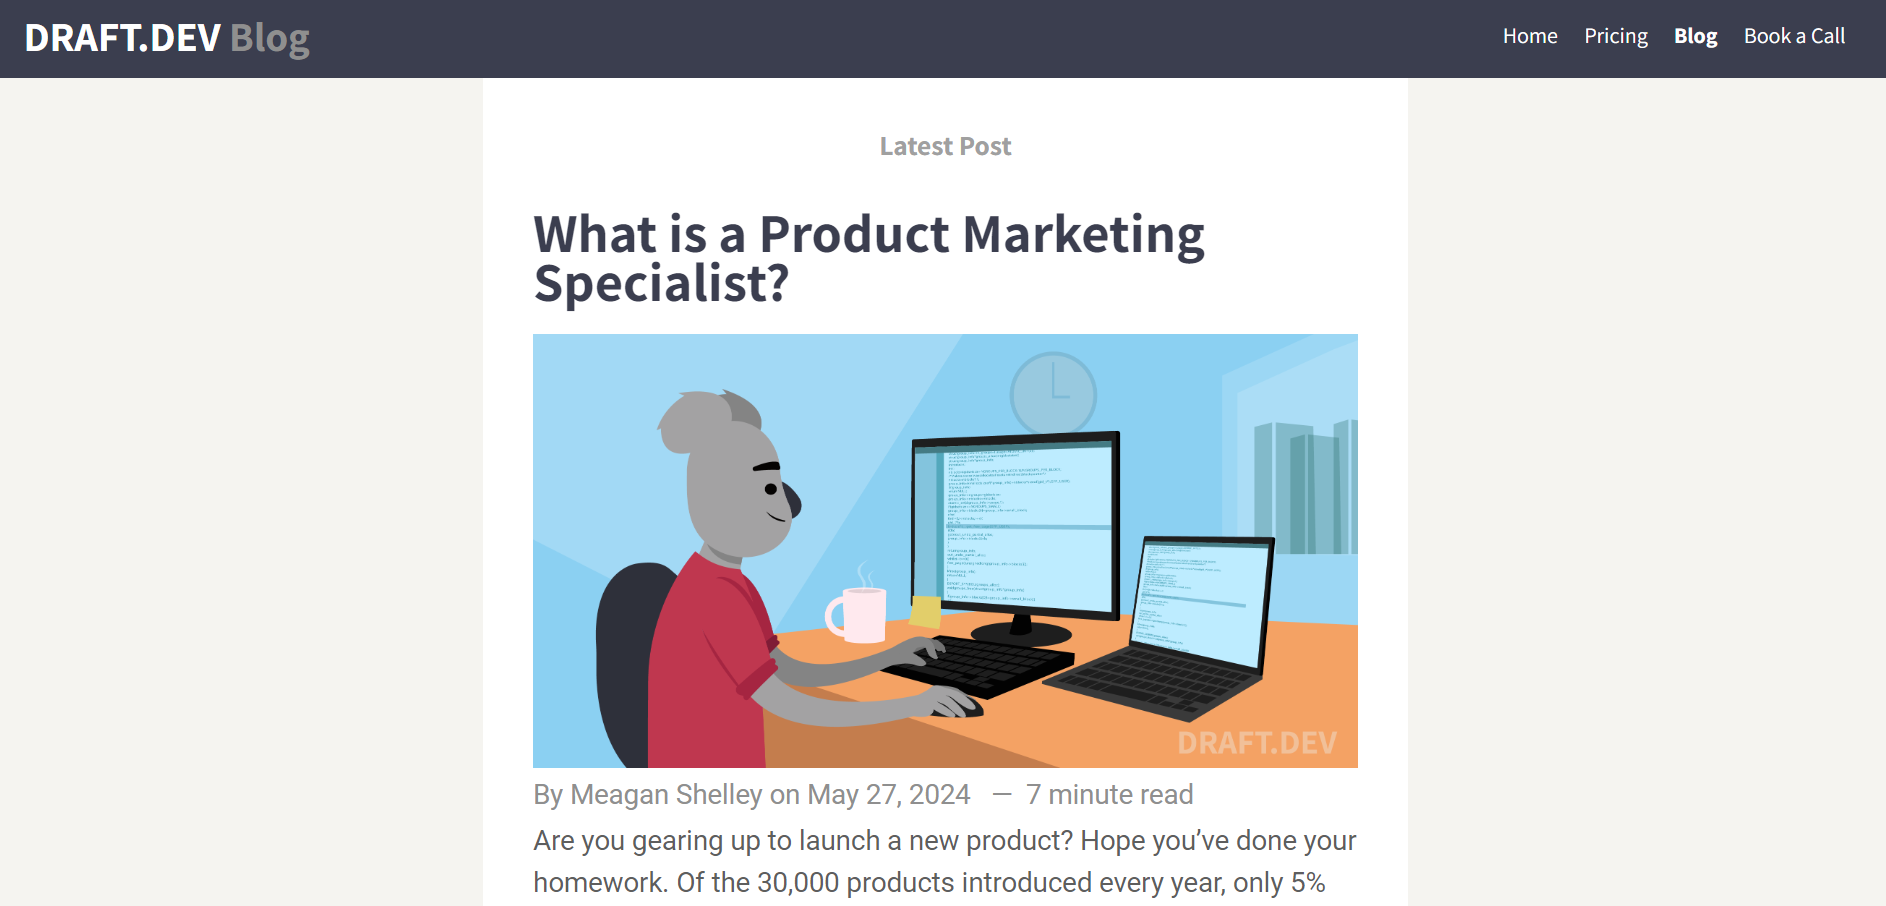 DRAFT.DEV Blog
Home Pricing Blog Book a Call
Latest Post
What is a Product Marketing
Specialist?
DRAFT.DEV
By Meagan Shelley on May 27, 2024 — 7 minute read
Are you gearing up to launch a new product? Hope you’ve done your
homework. Of the 30,000 products introduced every year, only 5%